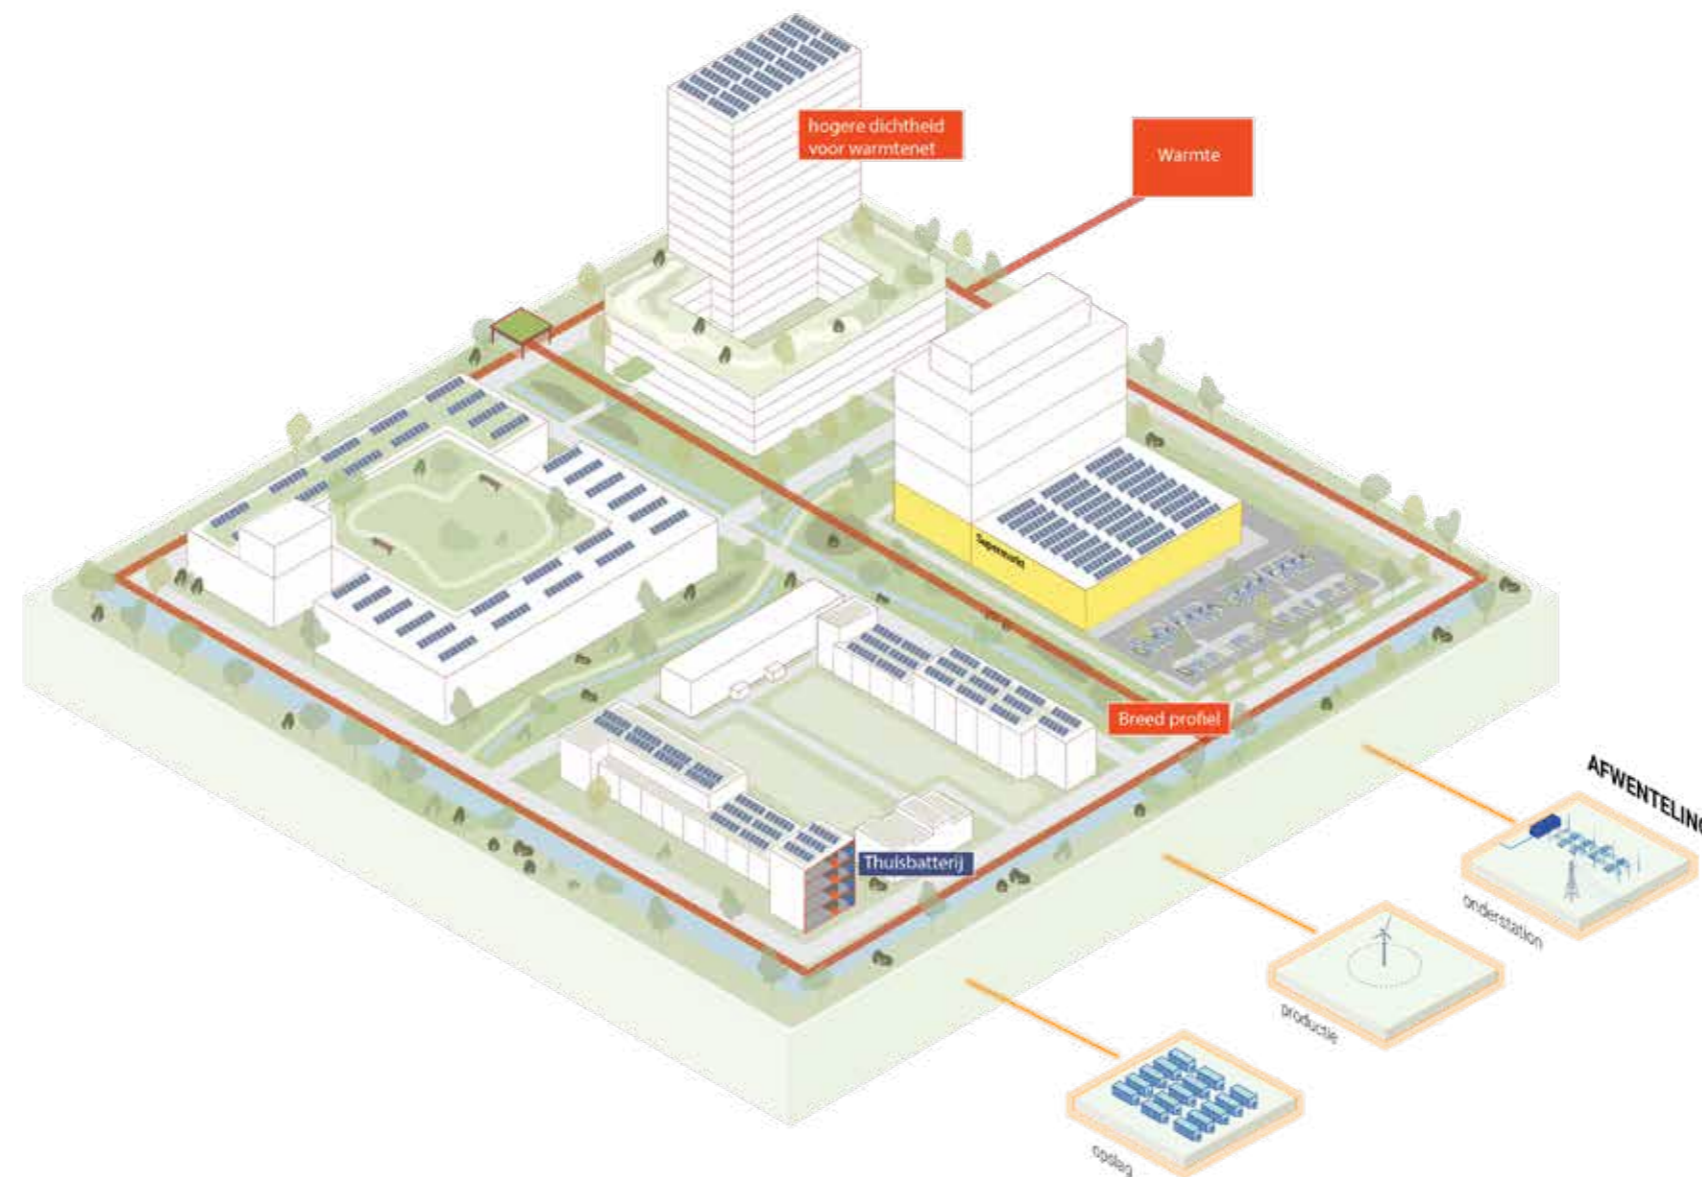 hogere dichtheid
voor warmtenet
Warmte
Supermarkt
Breed profiel
Thuisbatterij
AFWENTELING
onderstation
productie
opslag